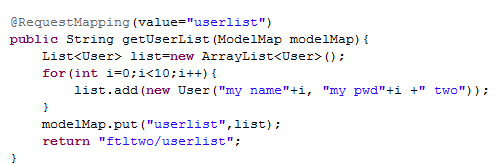 @RequestMapping(value="userlist")
public String getUserList(ModelMap modelMap){
    List<User> list=new ArrayList<User>();
    for(int i=0;i<10;i++){
        list.add(new User("my name"+i, "my pwd"+i +" two"));
    }
    modelMap.put("userlist",list);
    return "ftltwo/userlist";
}